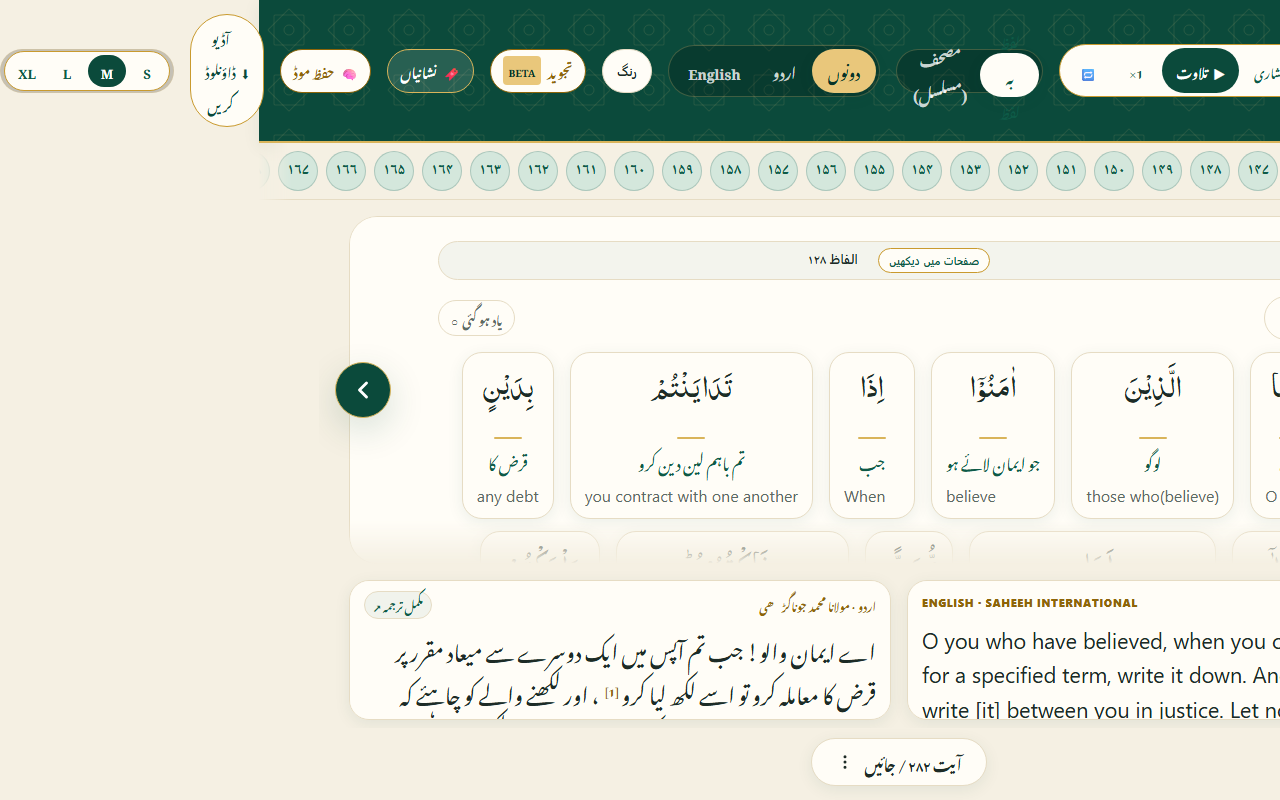 شاری
▶ تلاوت
×1
بہ
مصحف
(مسلسل)
دونوں
اردو
English
رنگ
تجوید BETA
نشانیاں
حفظ موڈ
آڈیو
⬇ ڈاؤنلوڈ
کریں
S
M
L
XL
۱۴۷ ۱۴۸ ۱۴۹ ۱۵۰ ۱۵۱ ۱۵۲ ۱۵۳ ۱۵۴ ۱۵۵ ۱۵۶ ۱۵۷ ۱۵۸ ۱۵۹ ۱۶۰ ۱۶۱ ۱۶۲ ۱۶۳ ۱۶۴ ۱۶۵ ۱۶۶ ۱۶۷
صفحات میں دیکھیں
۱۲۸ الفاظ
یاد ہو گئی ○
الَّذِیْنَ
لوگو
those who(believe)
اٰمَنُوْۤا
جو ایمان لائے ہو
believe
اِذَا
جب
When
تَدَایَنْتُمْ
تم باہم لین دین کرو
you contract with one another
بِدَیْنٍ
قرض کا
any debt
O
ENGLISH · SAHEEH INTERNATIONAL
O you who have believed, when you
for a specified term, write it down.
write [it] between you in justice. Let
اردو · مولانا محمد جوناگڑھی
مکمل ترجمہ
اے ایمان والو! جب تم آپس میں ایک دوسرے سے میعاد مقرر پر
قرض کا معاملہ کرو تو اسے لکھ لیا کرو [1] ، اور لکھنے والے کو چاہئے کہ
آیت ۲۸۲ / جائیں ⋮